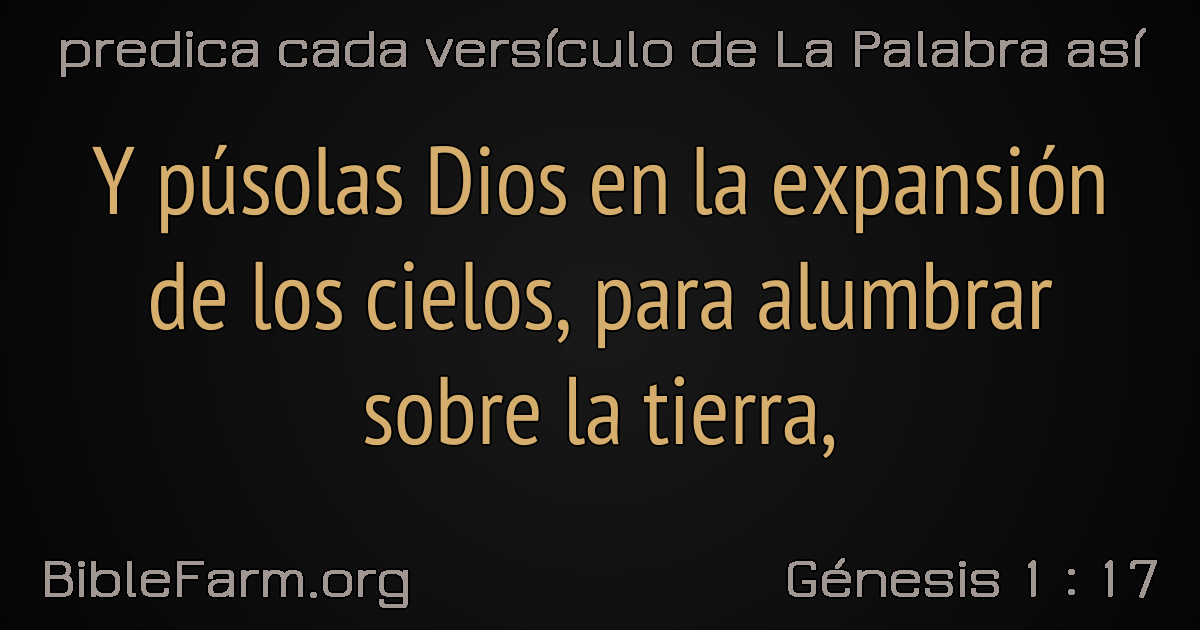 predica cada versículo de La Palabra así
Y púsolas Dios en la expansión
de los cielos, para alumbrar
sobre la tierra,
BibleFarm.org
Génesis 1 : 17